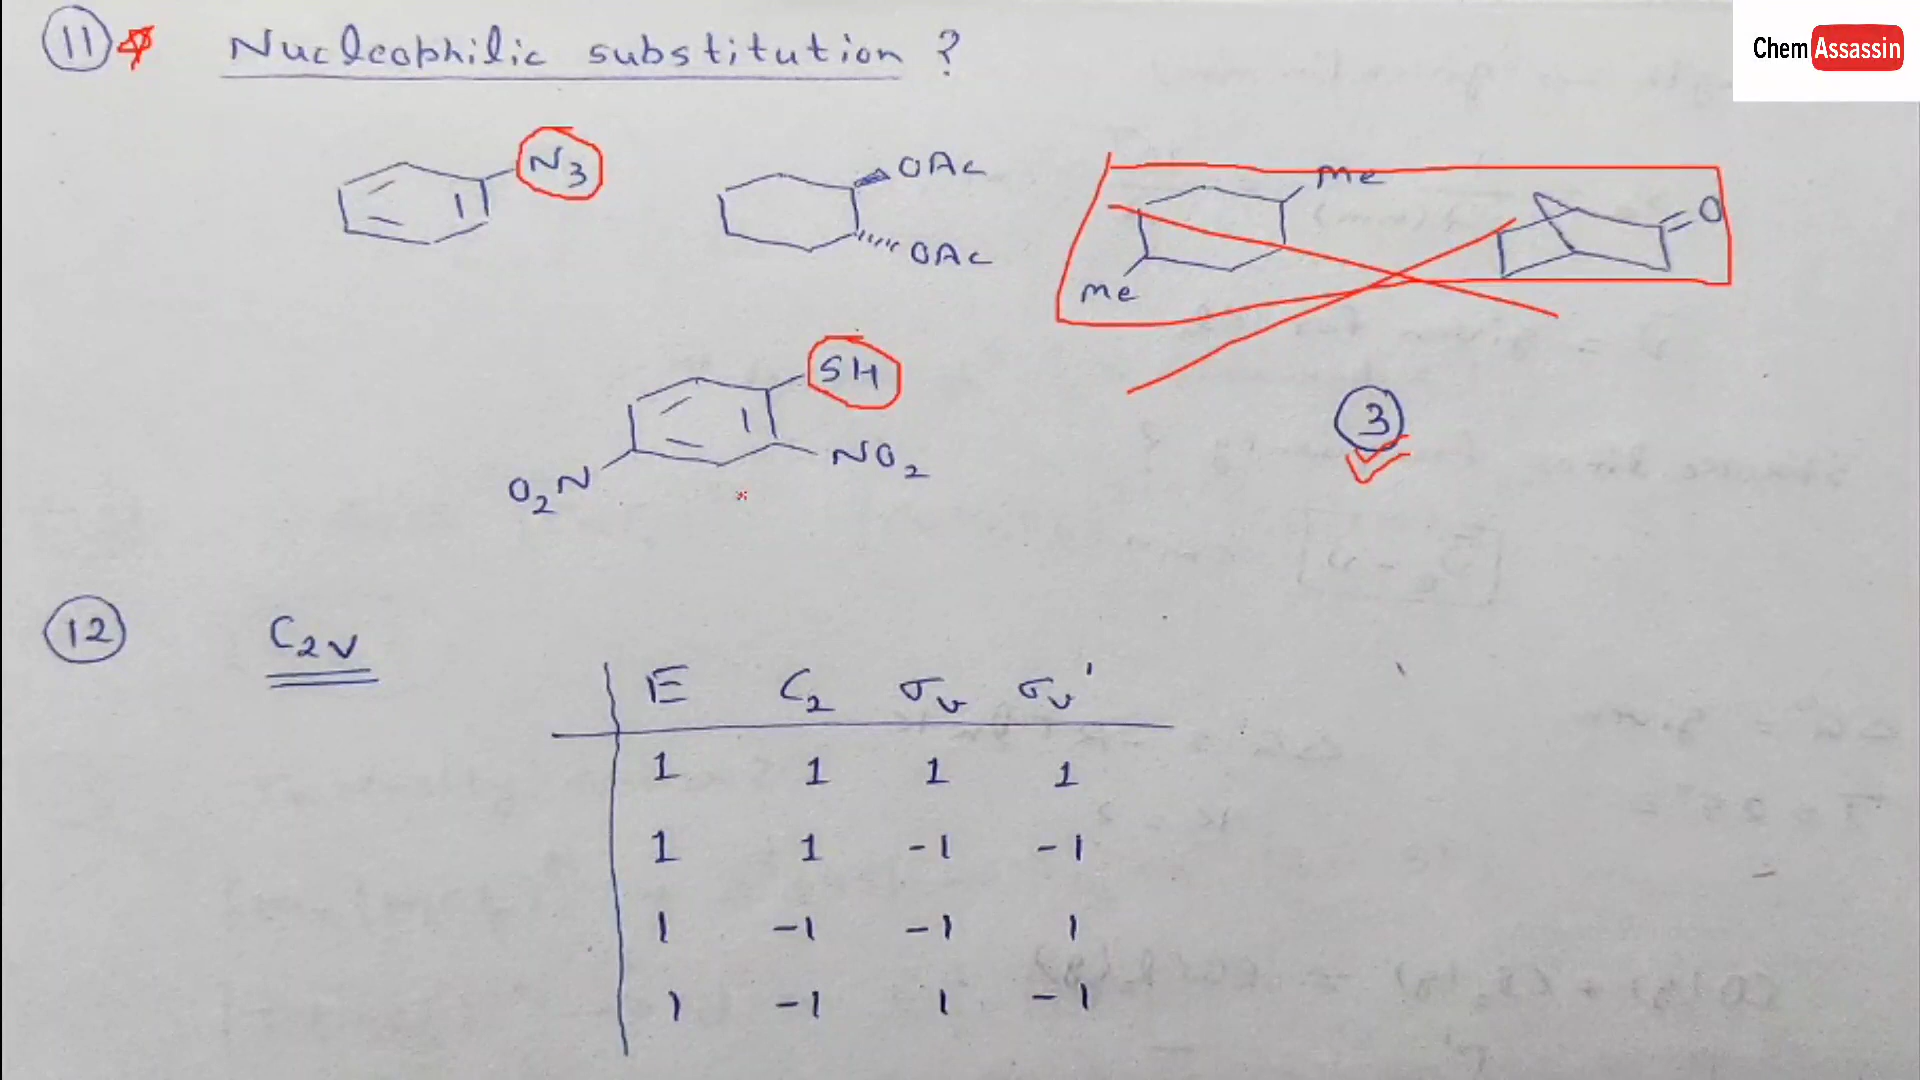 Chem Assassin
11 Nucleophilic substitution ?
N3
OAc
OAc
Me
Me
O
SH
O2N
NO2
3
12 C2v
E C2 σv σv'
1 1 1 1
1 1 -1 -1
1 -1 -1 1
1 -1 1 -1